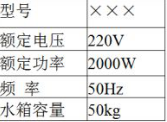 型号 ×××
额定电压 220V
额定功率 2000W
频 率 50Hz
水箱容量 50kg